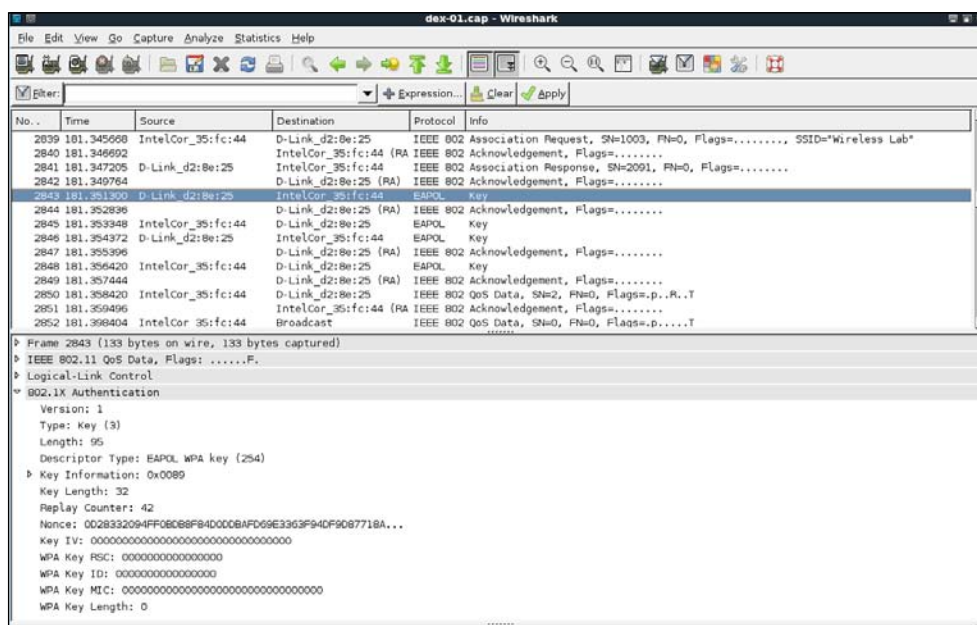 dex-01.cap - Wireshark
File Edit View Go Capture Analyze Statistics Help
Filter: Expression... Clear Apply
No. . Time Source Destination Protocol Info
2839 181.345668 IntelCor_35:fc:44 D-Link_d2:8e:25 IEEE 802 Association Request, SN=1003, FN=0, Flags=........, SSID="Wireless Lab"
2840 181.346692 IntelCor_35:fc:44 (RA IEEE 802 Acknowledgement, Flags=........
2841 181.347205 D-Link_d2:8e:25 IntelCor_35:fc:44 IEEE 802 Association Response, SN=2091, FN=0, Flags=........
2842 181.349764 D-Link_d2:8e:25 (RA) IEEE 802 Acknowledgement, Flags=........
2843 181.351300 D-Link_d2:8e:25 IntelCor_35:fc:44 EAPOL Key
2844 181.352836 D-Link_d2:8e:25 (RA) IEEE 802 Acknowledgement, Flags=........
2845 181.353348 IntelCor_35:fc:44 D-Link_d2:8e:25 EAPOL Key
2846 181.354372 D-Link_d2:8e:25 IntelCor_35:fc:44 EAPOL Key
2847 181.355396 D-Link_d2:8e:25 (RA) IEEE 802 Acknowledgement, Flags=........
2848 181.356420 IntelCor_35:fc:44 D-Link_d2:8e:25 EAPOL Key
2849 181.357444 D-Link_d2:8e:25 (RA) IEEE 802 Acknowledgement, Flags=........
2850 181.358420 IntelCor_35:fc:44 D-Link_d2:8e:25 IEEE 802 QoS Data, SN=2, FN=0, Flags=.p..R..T
2851 181.359496 IntelCor_35:fc:44 (RA IEEE 802 Acknowledgement, Flags=........
2852 181.398404 IntelCor_35:fc:44 Broadcast IEEE 802 QoS Data, SN=0, FN=0, Flags=.p.....T
Frame 2843 (133 bytes on wire, 133 bytes captured)
IEEE 802.11 QoS Data, Flags: ......F.
Logical-Link Control
802.1X Authentication
Version: 1
Type: Key (3)
Length: 95
Descriptor Type: EAPOL WPA key (254)
Key Information: 0x0089
Key Length: 32
Replay Counter: 42
Nonce: 0D28332094FF0BDB8F84D0DDBAFD69E3363F94DF9D87718A...
Key IV: 00000000000000000000000000000000
WPA Key RSC: 0000000000000000
WPA Key ID: 0000000000000000
WPA Key MIC: 00000000000000000000000000000000
WPA Key Length: 0